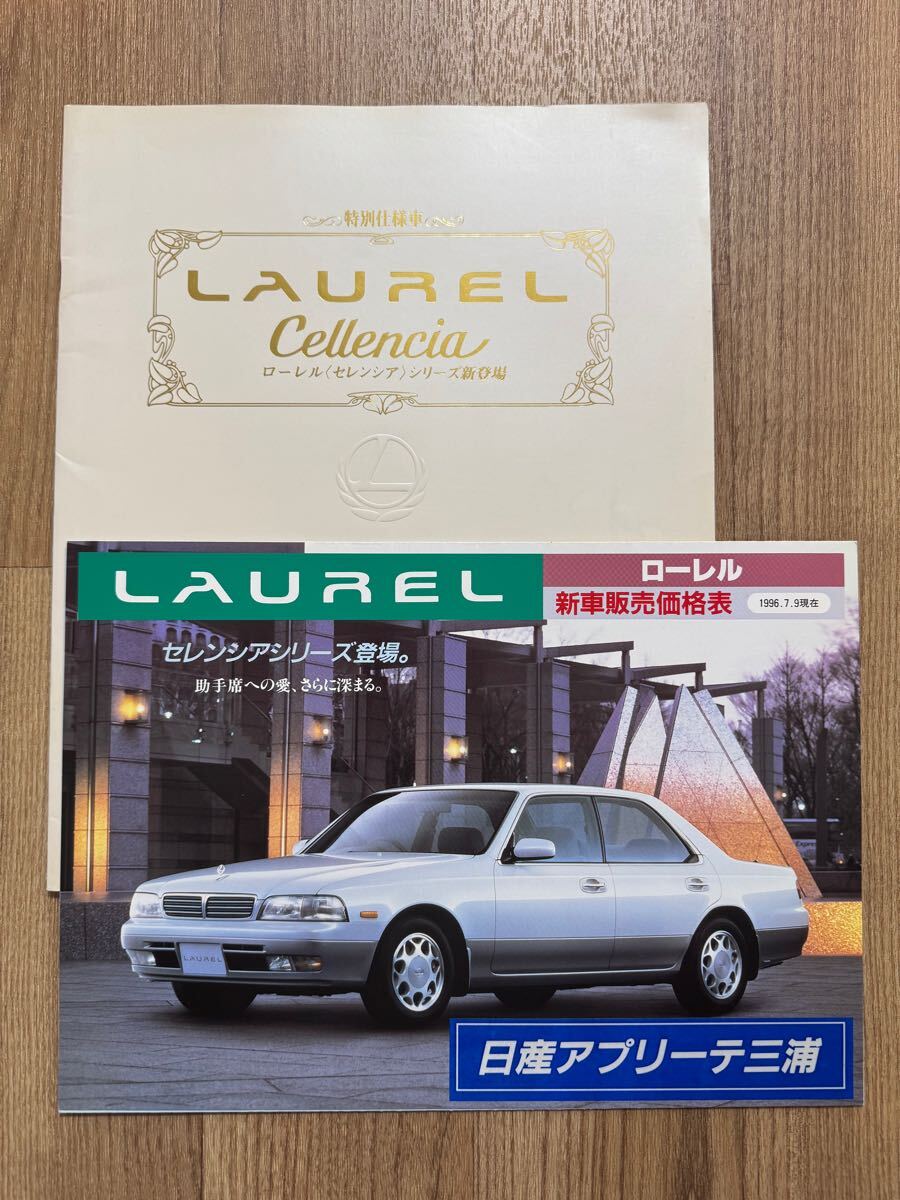 特別仕様車
LAUREL
Cellencia
ローレル〈セレンシア〉シリーズ新登場
LAUREL
ローレル
新車販売価格表
1996.7.9現在
セレンシアシリーズ登場。
助手席への愛、さらに深まる。
Express
LAUREL
日産アプリーテ三浦